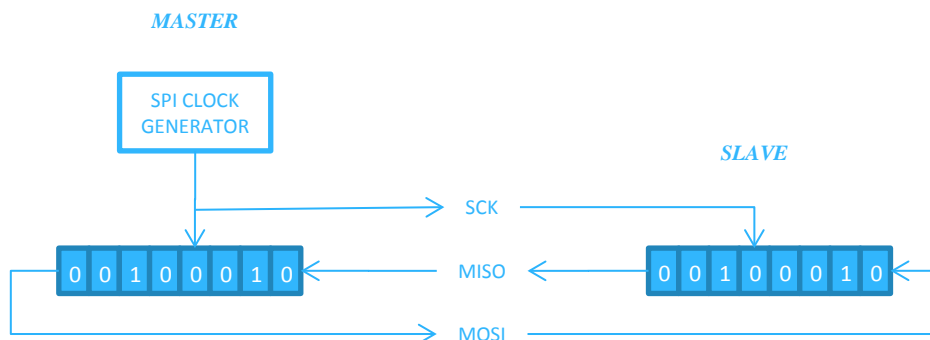 MASTER
SPI CLOCK
GENERATOR
SLAVE
SCK
0 0 1 0 0 0 1 0
MISO
0 0 1 0 0 0 1 0
MOSI